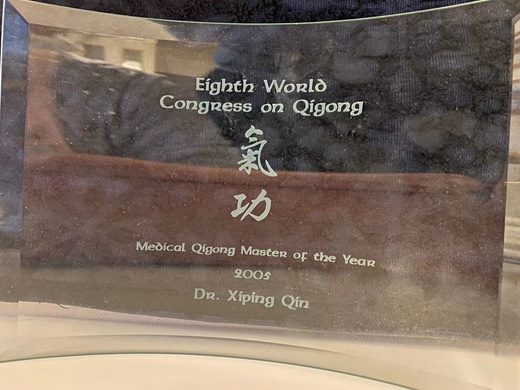 Eighth World
Congress on Qigong
氣
功
Medical Qigong Master of the Year
2005
Dr. Xiping Qin